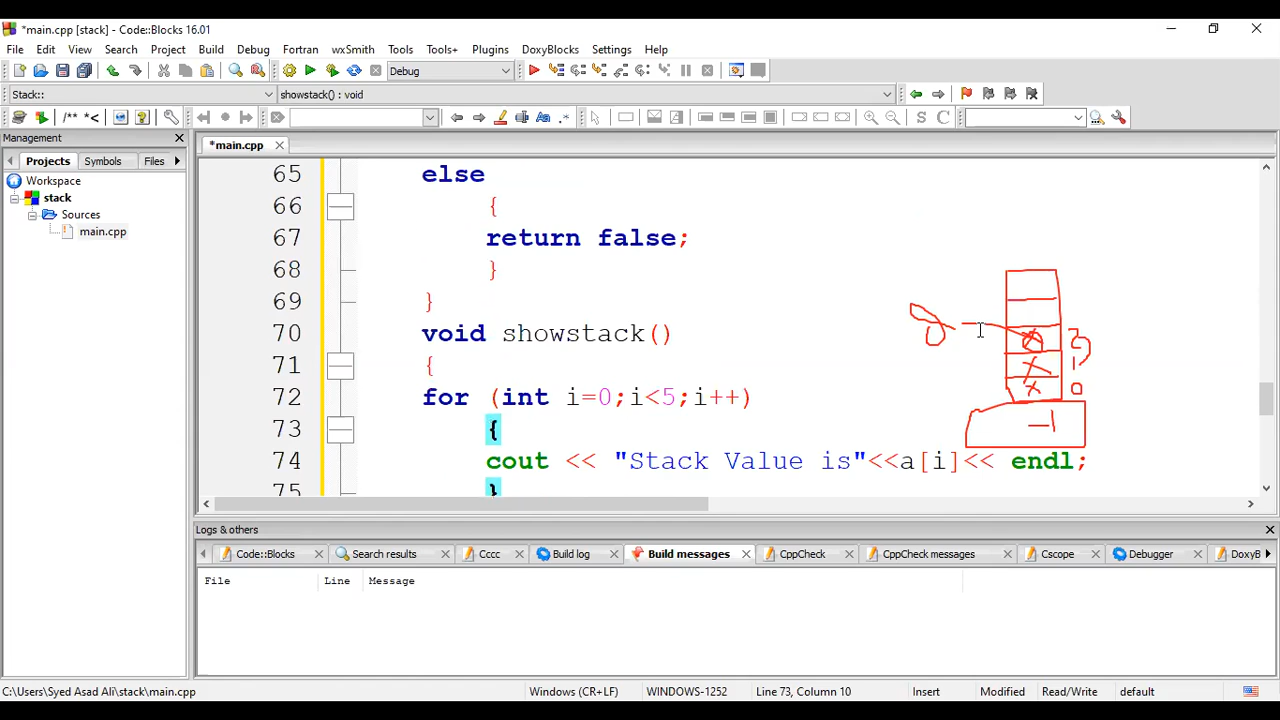 *main.cpp [stack] - Code::Blocks 16.01
File Edit View Search Project Build Debug Fortran wxSmith Tools Tools+ Plugins DoxyBlocks Settings Help
Debug
Stack:: showstack() : void
/** *< .* S C
Management
*main.cpp
Projects Symbols Files
Workspace
stack
Sources
main.cpp
65 else
66 {
67 return false;
68 }
69 }
70 void showstack()
71 {
72 for (int i=0;i<5;i++)
73 {
74 cout << "Stack Value is"<<a[i]<< endl;
75 }
2
1
0
-1
Logs & others
Code::Blocks Search results Cccc Build log Build messages CppCheck CppCheck messages Cscope Debugger DoxyB
File Line Message
C:\Users\Syed Asad Ali\stack\main.cpp Windows (CR+LF) WINDOWS-1252 Line 73, Column 10 Insert Modified Read/Write default